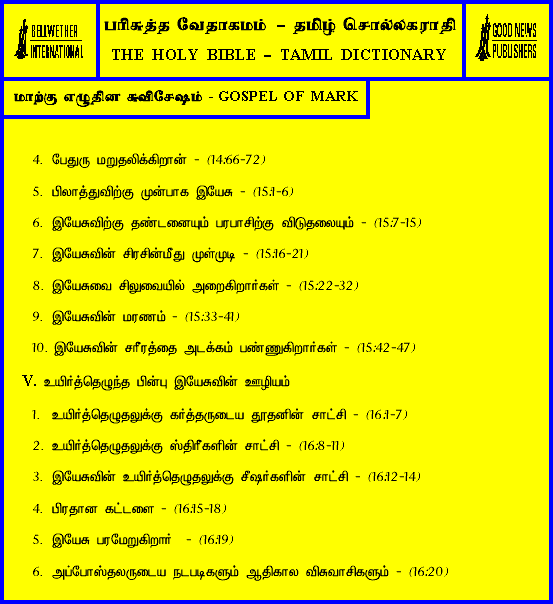 BELLWETHER
INTERNATIONAL
பரிசுத்த வேதாகமம் – தமிழ் சொல்லகராதி
THE HOLY BIBLE – TAMIL DICTIONARY
GOOD NEWS
PUBLISHERS
மாற்கு எழுதின சுவிசேஷம் - GOSPEL OF MARK
4. பேதுரு மறுதலிக்கிறான் - (14:66-72)
5. பிலாத்துவிற்கு முன்பாக இயேசு - (15:1-6)
6. இயேசுவிற்கு தண்டனையும் பரபாசிற்கு விடுதலையும் - (15:7-15)
7. இயேசுவின் சிரசின்மீது முள்முடி - (15:16-21)
8. இயேசுவை சிலுவையில் அறைகிறார்கள் - (15:22-32)
9. இயேசுவின் மரணம் - (15:33-41)
10. இயேசுவின் சரீரத்தை அடக்கம் பண்ணுகிறார்கள் - (15:42-47)
V. உயிர்த்தெழுந்த பின்பு இயேசுவின் ஊழியம்
1. உயிர்த்தெழுதலுக்கு கர்த்தருடைய தூதனின் சாட்சி - (16:1-7)
2. உயிர்த்தெழுதலுக்கு ஸ்திரீகளின் சாட்சி - (16:8-11)
3. இயேசுவின் உயிர்த்தெழுதலுக்கு சீஷர்களின் சாட்சி - (16:12-14)
4. பிரதான கட்டளை - (16:15-18)
5. இயேசு பரமேறுகிறார் - (16:19)
6. அப்போஸ்தலருடைய நடபடிகளும் ஆதிகால விசுவாசிகளும் - (16:20)